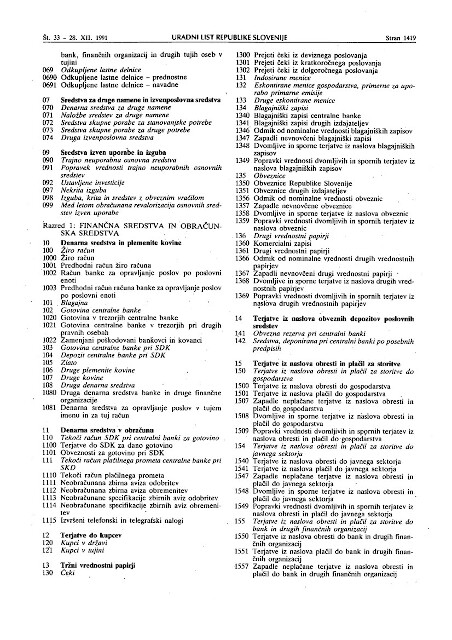 Št. 33 – 28. XII. 1991
URADNI LIST REPUBLIKE SLOVENIJE
Stran 1419
bank, finančnih organizacij in drugih tujih oseb v
tujini
069 Odkupljene lastne delnice
0690 Odkupljene lastne delnice – prednostne
0691 Odkupljene lastne delnice – navadne
07 Sredstva za druge namene in izvenposlovna sredstva
070 Denarna sredstva za druge namene
071 Naložbe sredstev za druge namene
072 Sredstva skupne porabe za stanovanjske potrebe
073 Sredstva skupne porabe za druge potrebe
074 Druga izvenposlovna sredstva
09 Sredstva izven uporabe in izguba
090 Trajno neuporabna osnovna sredstva
091 Popravek vrednosti trajno neuporabnih osnovnih
sredstev
092 Ustavljene investicije
097 Nekrita izguba
098 Izguba, krita iz sredstev z obveznim vračilom
099 Med letom obračunana revalorizacija osnovnih sred-
stev izven uporabe
Razred 1: FINANČNA SREDSTVA IN OBRAČUN-
SKA SREDSTVA
10 Denarna sredstva in plemenite kovine
100 Žiro račun
1000 Žiro račun
1001 Predhodni račun žiro računa
1002 Račun banke za opravljanje poslov po poslovni
enoti
1003 Predhodni račun računa banke za opravljanje poslov
po poslovni enoti
101 Blagajna
102 Gotovina centralne banke
1020 Gotovina v trezorjih centralne banke
1021 Gotovina centralne banke v trezorjih pri drugih
pravnih osebah
1022 Zamenjani poškodovani bankovci in kovanci
103 Gotovina centralne banke pri SDK
104 Depozit centralne banke pri SDK
105 Zlato
106 Druge plemenite kovine
107 Druge kovine
108 Druga denarna sredstva
1080 Druga denarna sredstva banke in druge finančne
organizacije
1081 Denarna sredstva za opravljanje poslov v tujem
imenu in za tuj račun
11 Denarna sredstva v obračunu
110 Tekoči račun SDK pri centralni banki za gotovino
1100 Terjatve do SDK za dano gotovino
1101 Obveznosti za gotovino pri SDK
111 Tekoči račun plačilnega prometa centralne banke pri
SKD
1110 Tekoči račun plačilnega prometa
1111 Neobračunana zbirna aviza odobritev
1112 Neobračunana zbirna aviza obremenitev
1113 Neobračunane specifikacije zbirnih aviz odobritev
1114 Neobračunane specifikacije zbirnih aviz obremeni-
tev
1115 Izvršeni telefonski in telegrafski nalogi
12 Terjatve do kupcev
120 Kupci v državi
121 Kupci v tujini
13 Tržni vrednostni papirji
130 Čeki
1300 Prejeti čeki iz deviznega poslovanja
1301 Prejeti čeki iz kratkoročnega poslovanja
1302 Prejeti čeki iz dolgoročnega poslovanja
131 Indosirane menice
132 Eskontirane menice gospodarstva, primerne za upo-
rabo primarne emisije
133 Druge eskontirane menice
134 Blagajniški zapisi
1340 Blagajniški zapisi centralne banke
1341 Blagajniški zapisi drugih izdajateljev
1346 Odmik od nominalne vrednosti blagajniških zapisov
1347 Zapadli nevnovčeni blagajniški zapisi
1348 Dvomljive in sporne terjatve iz naslova blagajniških
zapisov
1349 Popravki vrednosti dvomljivih in spornih terjatev iz
naslova blagajniških zapisov
135 Obveznice
1350 Obveznice Republike Slovenije
1351 Obveznice drugih izdajateljev
1356 Odmik od nominalne vrednosti obveznic
1357 Zapadle nevnovčene obveznice
1358 Dvomljive in sporne terjatve iz naslova obveznic
1359 Popravki vrednosti dvomljivih in spornih terjatev iz
naslova obveznic
136 Drugi vrednostni papirji
1360 Komercialni zapisi
1361 Drugi vrednostni papirji
1366 Odmik od nominalne vrednosti drugih vrednostnih
papirjev
1367 Zapadli nevnovčeni drugi vrednostni papirji
1368 Dvomljive in sporne terjatve iz naslova drugih vred-
nostnih papirjev
1369 Popravki vrednosti dvomljivih in spornih terjatev iz
naslova drugih vrednostnih papirjev
14 Terjatve iz naslova obveznih depozitov poslovnih
sredstev
141 Obvezna rezerva pri centralni banki
142 Sredstva, deponirana pri centralni banki po posebnih
predpisih
15 Terjatve iz naslova obresti in plačil za storitve
150 Terjatve iz naslova obresti in plačil za storitve do
gospodarstva
1500 Terjatve iz naslova obresti do gospodarstva
1501 Terjatve iz naslova plačil do gospodarstva
1507 Zapadle neplačane terjatve iz naslova obresti in
plačil do gospodarstva
1508 Dvomljive in sporne terjatve iz naslova obresti in
plačil do gospodarstva
1509 Popravki vrednosti dvomljivih in spornih terjatev iz
naslova obresti in plačil do gospodarstva
154 Terjatve iz naslova obresti in plačil za storitve do
javnega sektorja
1540 Terjatve iz naslova obresti do javnega sektorja
1541 Terjatve iz naslova plačil do javnega sektorja
1547 Zapadle neplačane terjatve iz naslova obresti in
plačil do javnega sektorja
1548 Dvomljive in sporne terjatve iz naslova obresti in
plačil do javnega sektorja
1549 Popravki vrednosti dvomljivih in spornih terjatev iz
naslova obresti in plačil do javnega sektorja
155 Terjatve iz naslova obresti in plačil za storitve do
bank in drugih finančnih organizacij
1550 Terjatve iz naslova obresti do bank in drugih finan-
čnih organizacij
1551 Terjatve iz naslova plačil do bank in drugih finan-
čnih organizacij
1557 Zapadle neplačane terjatve iz naslova obresti in
plačil do bank in drugih finančnih organizacij